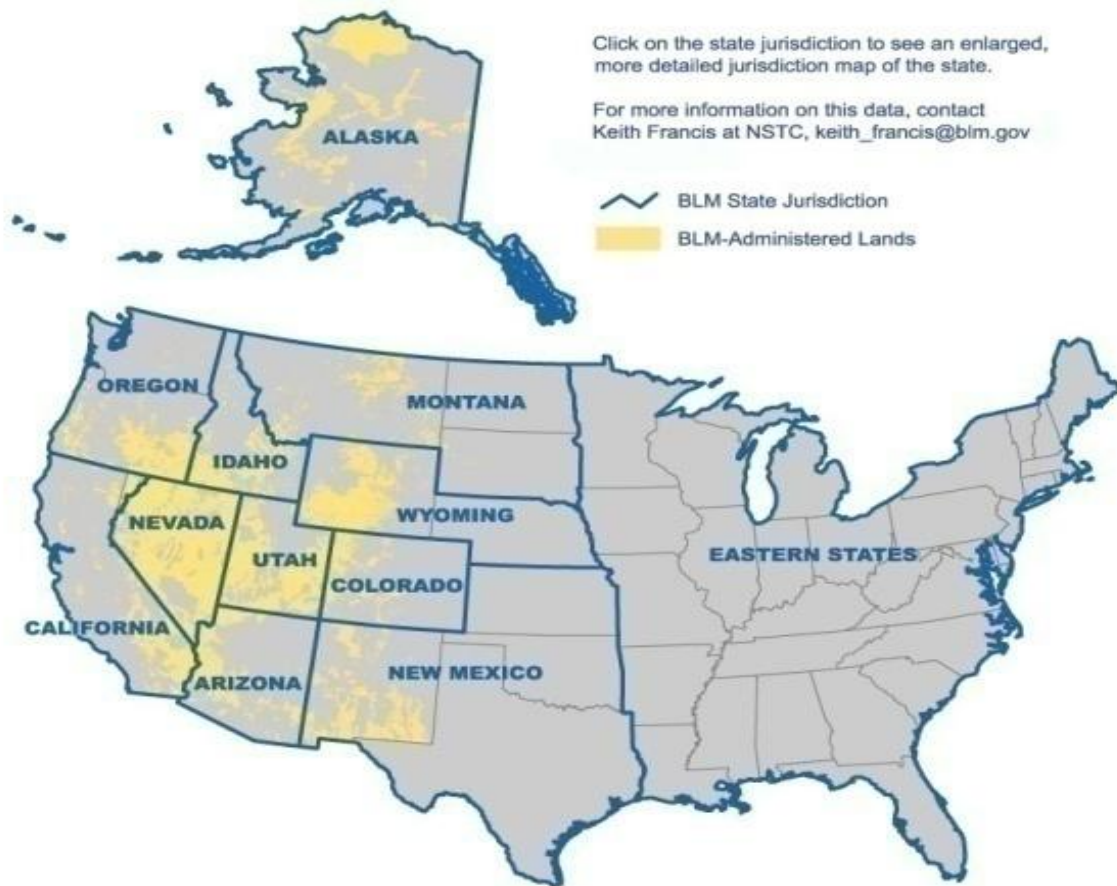 Click on the state jurisdiction to see an enlarged,
more detailed jurisdiction map of the state.
For more information on this data, contact
Keith Francis at NSTC, keith_francis@blm.gov
ALASKA
BLM State Jurisdiction
BLM-Administered Lands
OREGON
MONTANA
IDAHO
WYOMING
NEVADA
UTAH
COLORADO
EASTERN STATES
CALIFORNIA
ARIZONA
NEW MEXICO